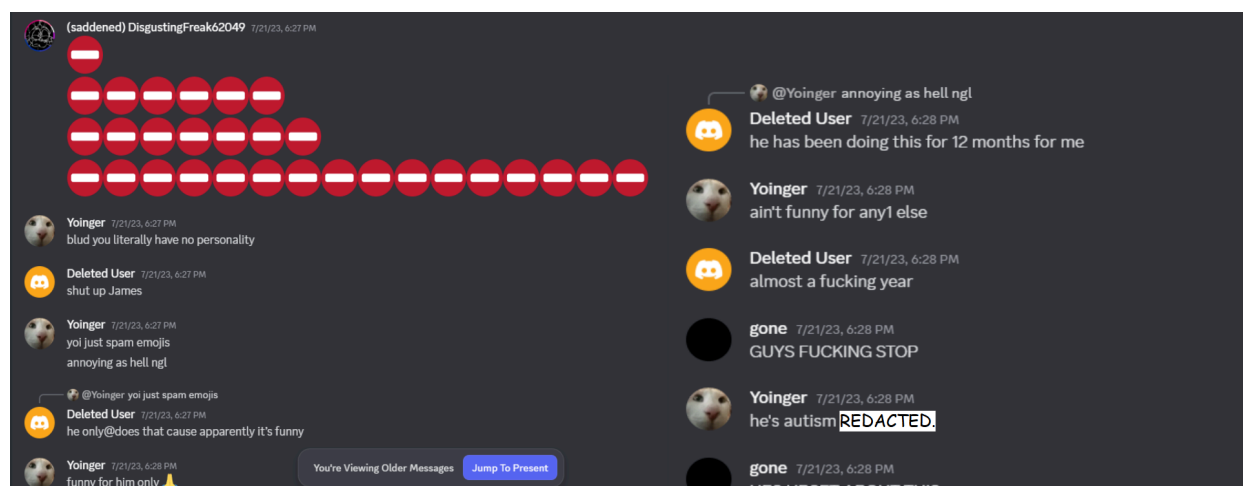 (saddened) DisgustingFreak62049 7/21/23, 6:27 PM
Yoinger 7/21/23, 6:27 PM
blud you literally have no personality
Deleted User 7/21/23, 6:27 PM
shut up James
Yoinger 7/21/23, 6:27 PM
yoi just spam emojis
annoying as hell ngl
@Yoinger yoi just spam emojis
Deleted User 7/21/23, 6:27 PM
he only@does that cause apparently it's funny
Yoinger 7/21/23, 6:28 PM
funny for him only
You're Viewing Older Messages Jump To Present
@Yoinger annoying as hell ngl
Deleted User 7/21/23, 6:28 PM
he has been doing this for 12 months for me
Yoinger 7/21/23, 6:28 PM
ain't funny for any1 else
Deleted User 7/21/23, 6:28 PM
almost a fucking year
gone 7/21/23, 6:28 PM
GUYS FUCKING STOP
Yoinger 7/21/23, 6:28 PM
he's autism REDACTED.
gone 7/21/23, 6:28 PM